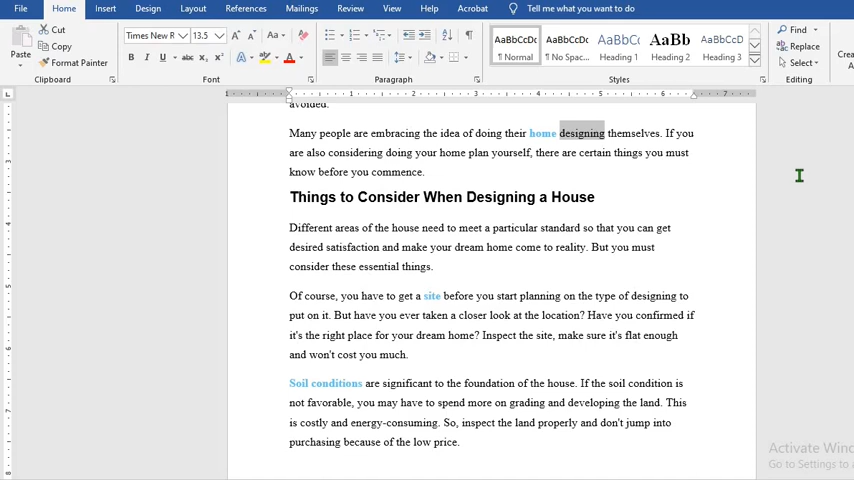 File Home Insert Design Layout References Mailings Review View Help Acrobat Tell me what you want to do
Cut
Copy
Format Painter
Paste
Clipboard
Times New R 13.5
Font
Paragraph
AaBbCcDc AaBbCcDc AaBbCc AaBb AaBbCcD
¶ Normal ¶ No Spac... Heading 1 Heading 2 Heading 3
Styles
Find
Replace
Select
Editing
Crea
avoided.
Many people are embracing the idea of doing their home designing themselves. If you
are also considering doing your home plan yourself, there are certain things you must
know before you commence.
Things to Consider When Designing a House
Different areas of the house need to meet a particular standard so that you can get
desired satisfaction and make your dream home come to reality. But you must
consider these essential things.
Of course, you have to get a site before you start planning on the type of designing to
put on it. But have you ever taken a closer look at the location? Have you confirmed if
it's the right place for your dream home? Inspect the site, make sure it's flat enough
and won't cost you much.
Soil conditions are significant to the foundation of the house. If the soil condition is
not favorable, you may have to spend more on grading and developing the land. This
is costly and energy-consuming. So, inspect the land properly and don't jump into
purchasing because of the low price.
Activate Wind
Go to Settings to